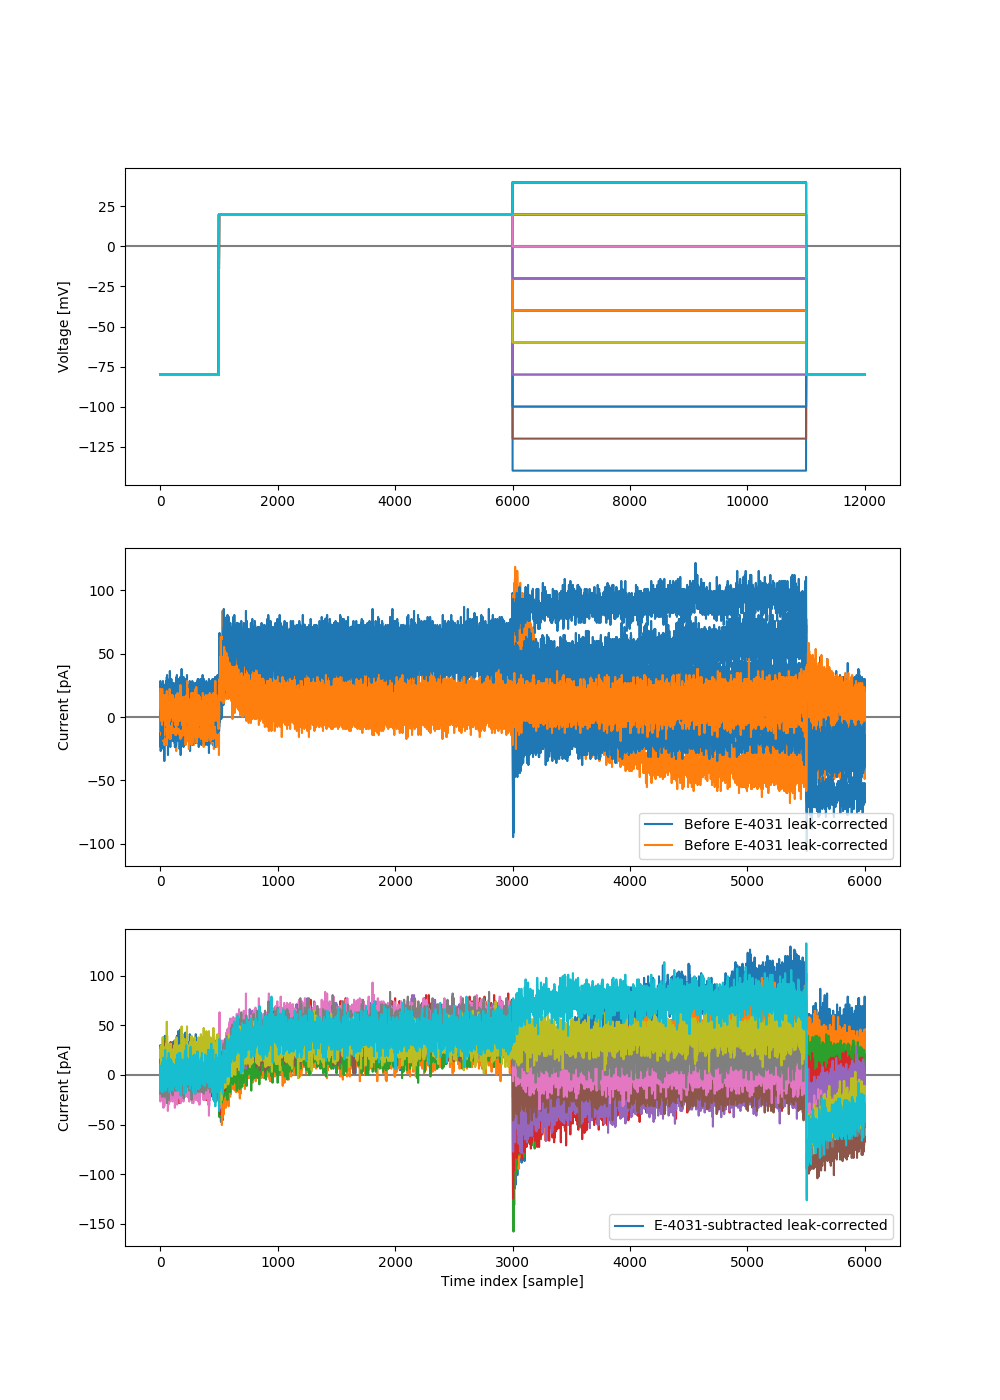 25
0
−25
−50
−75
−100
−125
Voltage [mV]
0 2000 4000 6000 8000 10000 12000
100
50
0
−50
−100
Current [pA]
Before E-4031 leak-corrected
Before E-4031 leak-corrected
0 1000 2000 3000 4000 5000 6000
100
50
0
−50
−100
−150
Current [pA]
E-4031-subtracted leak-corrected
0 1000 2000 3000 4000 5000 6000
Time index [sample]